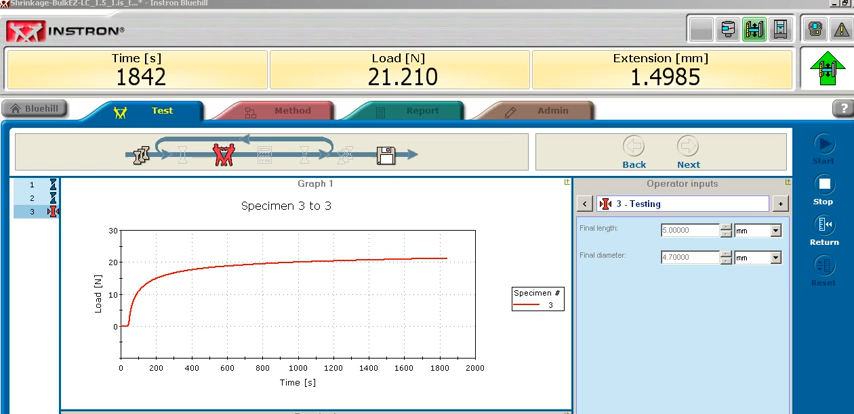 Shrinkage-BulkEZ-LC_1.5_1Js_t...* - Instron Bluehill
INSTRON®
Time [s] Load [N] Extension [mm]
1842 21.210 1.4985
Bluehill Test Method Report Admin ?
Back Next
Start
Stop
Return
Reset
1
2
3
Graph 1
Specimen 3 to 3
Load [N]
30
20
10
0
0 200 400 600 800 1000 1200 1400 1600 1800 2000
Time [s]
Specimen #
3
Operator inputs
< 3 - Testing
Final length: 5.00000 mm
Final diameter: 4.70000 mm